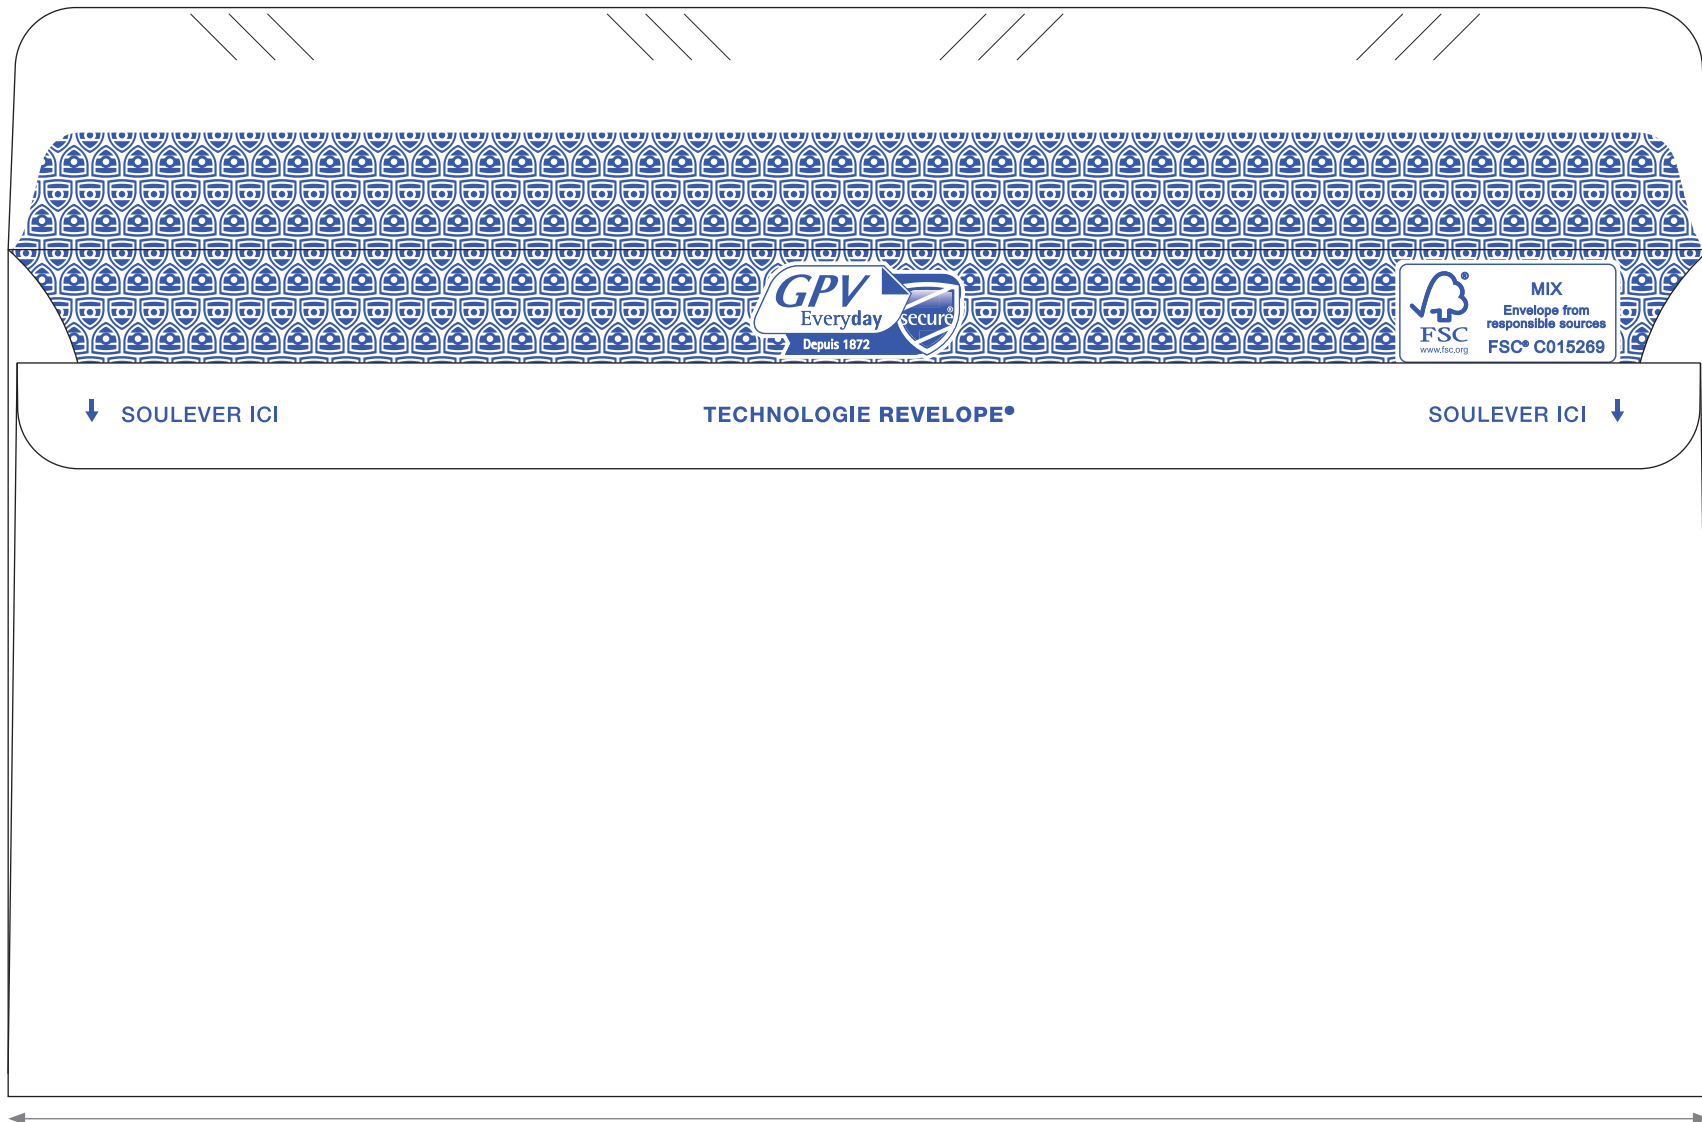 GPV
Everyday
secure®
Depuis 1872
®
FSC
www.fsc.org
MIX
Envelope from
responsible sources
FSC® C015269
SOULEVER ICI
TECHNOLOGIE REVELOPE®
SOULEVER ICI